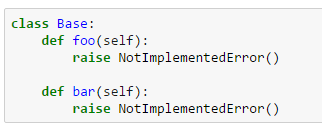 class Base:
    def foo(self):
        raise NotImplementedError()

    def bar(self):
        raise NotImplementedError()